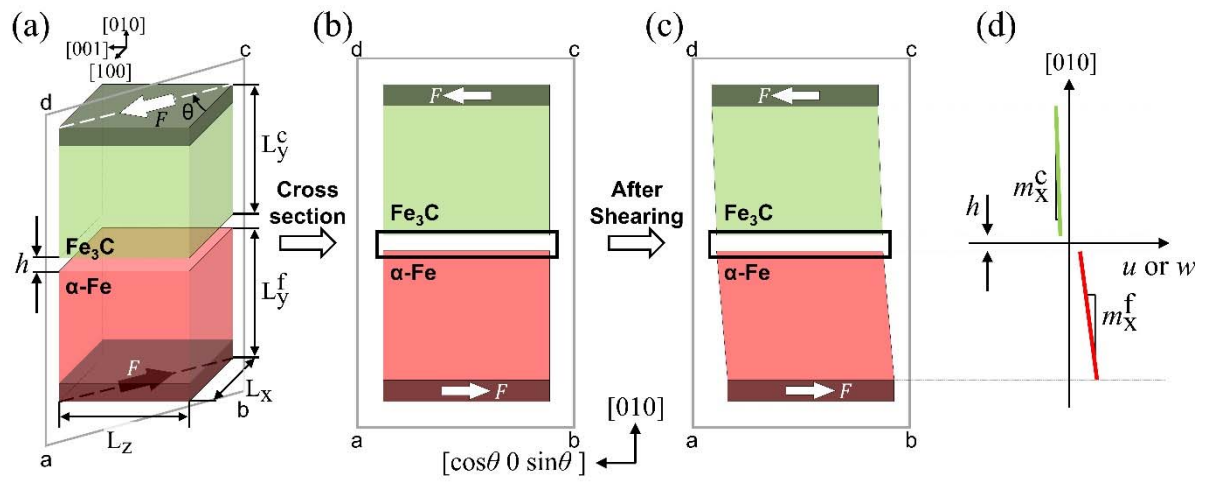 (a)
[010]
[001]
[100]
c
d
F
θ
L_y^c
Fe₃C
h
α-Fe
L_y^f
F
L_x
b
L_z
a
Cross
section
(b)
d
c
F
Fe₃C
α-Fe
F
a
b
After
Shearing
[010]
[cosθ 0 sinθ ]
(c)
d
c
F
Fe₃C
α-Fe
F
a
b
(d)
[010]
m_x^c
h
u or w
m_x^f